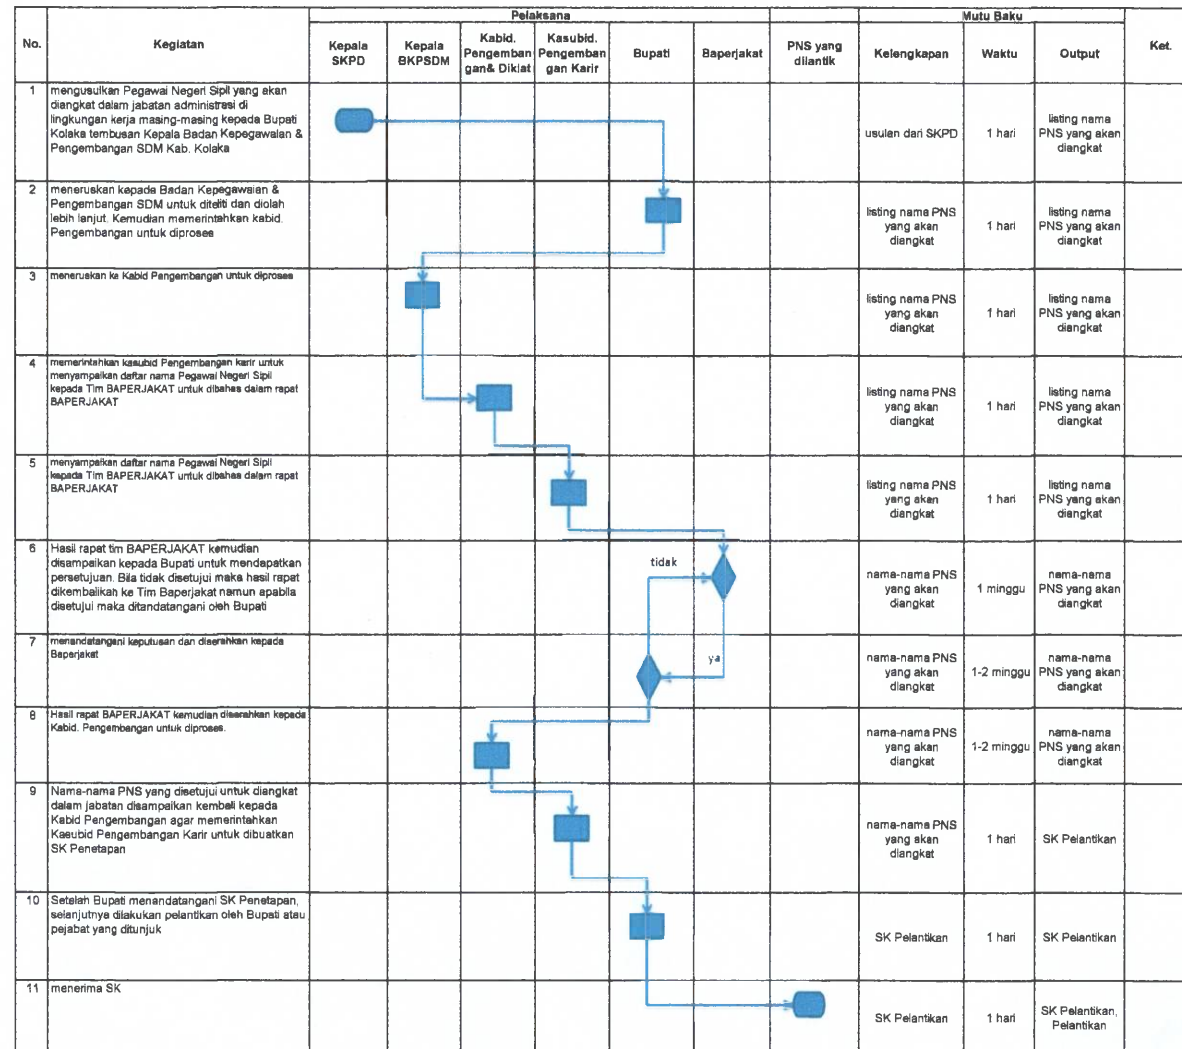 Pelaksana
Mutu Baku
No.
Kegiatan
Kepala
SKPD
Kepala
BKPSDM
Kabid.
Pengemban
gan& Diklat
Kasubid.
Pengemban
gan Karir
Bupati
Baperjakat
PNS yang
dilantik
Kelengkapan
Waktu
Output
Ket.
1
mengusulkan Pegawai Negeri Sipil yang akan
diangkat dalam jabatan administrasi di
lingkungan kerja masing-masing kepada Bupati
Kolaka tembusan Kepala Badan Kepegawaian &
Pengembangan SDM Kab. Kolaka
usulan dari SKPD
1 hari
listing nama
PNS yang akan
diangkat
2
meneruskan kepada Badan Kepegawaian &
Pengembangan SDM untuk diteliti dan diolah
lebih lanjut. Kemudian memerintahkan kabid.
Pengembangan untuk diproses
listing nama PNS
yang akan
diangkat
1 hari
listing nama
PNS yang akan
diangkat
3
meneruskan ke Kabid Pengembangan untuk diproses
listing nama PNS
yang akan
diangkat
1 hari
listing nama
PNS yang akan
diangkat
4
memerintahkan kasubid Pengembangan karir untuk
menyampaikan daftar nama Pegawai Negeri Sipil
kepada Tim BAPERJAKAT untuk dibahas dalam rapat
BAPERJAKAT
listing nama PNS
yang akan
diangkat
1 hari
listing nama
PNS yang akan
diangkat
5
menyampaikan daftar nama Pegawai Negeri Sipil
kepada Tim BAPERJAKAT untuk dibahas dalam rapat
BAPERJAKAT
listing nama PNS
yang akan
diangkat
1 hari
listing nama
PNS yang akan
diangkat
6
Hasil rapat tim BAPERJAKAT kemudian
disampaikan kepada Bupati untuk mendapatkan
persetujuan. Bila tidak disetujui maka hasil rapat
dikembalikah ke Tim Baperjakat namun apabila
disetujui maka ditandatangani oleh Bupati
tidak
nama-nama PNS
yang akan
diangkat
1 minggu
nama-nama
PNS yang akan
diangkat
7
menandatangani keputusan dan diserahkan kepada
Baperjakat
ya
nama-nama PNS
yang akan
diangkat
1-2 minggu
nama-nama
PNS yang akan
diangkat
8
Hasil rapat BAPERJAKAT kemudian diserahkan kepada
Kabid. Pengembangan untuk diproses.
nama-nama PNS
yang akan
diangkat
1-2 minggu
nama-nama
PNS yang akan
diangkat
9
Nama-nama PNS yang disetujui untuk diangkat
dalam jabatan disampaikan kembali kepada
Kabid Pengembangan agar memerintahkan
Kasubid Pengembangan Karir untuk dibuatkan
SK Penetapan
nama-nama PNS
yang akan
diangkat
1 hari
SK Pelantikan
10
Setelah Bupati menandatangani SK Penetapan,
selanjutnya dilakukan pelantikan oleh Bupati atau
pejabat yang ditunjuk
SK Pelantikan
1 hari
SK Pelantikan
11
menerima SK
SK Pelantikan
1 hari
SK Pelantikan,
Pelantikan